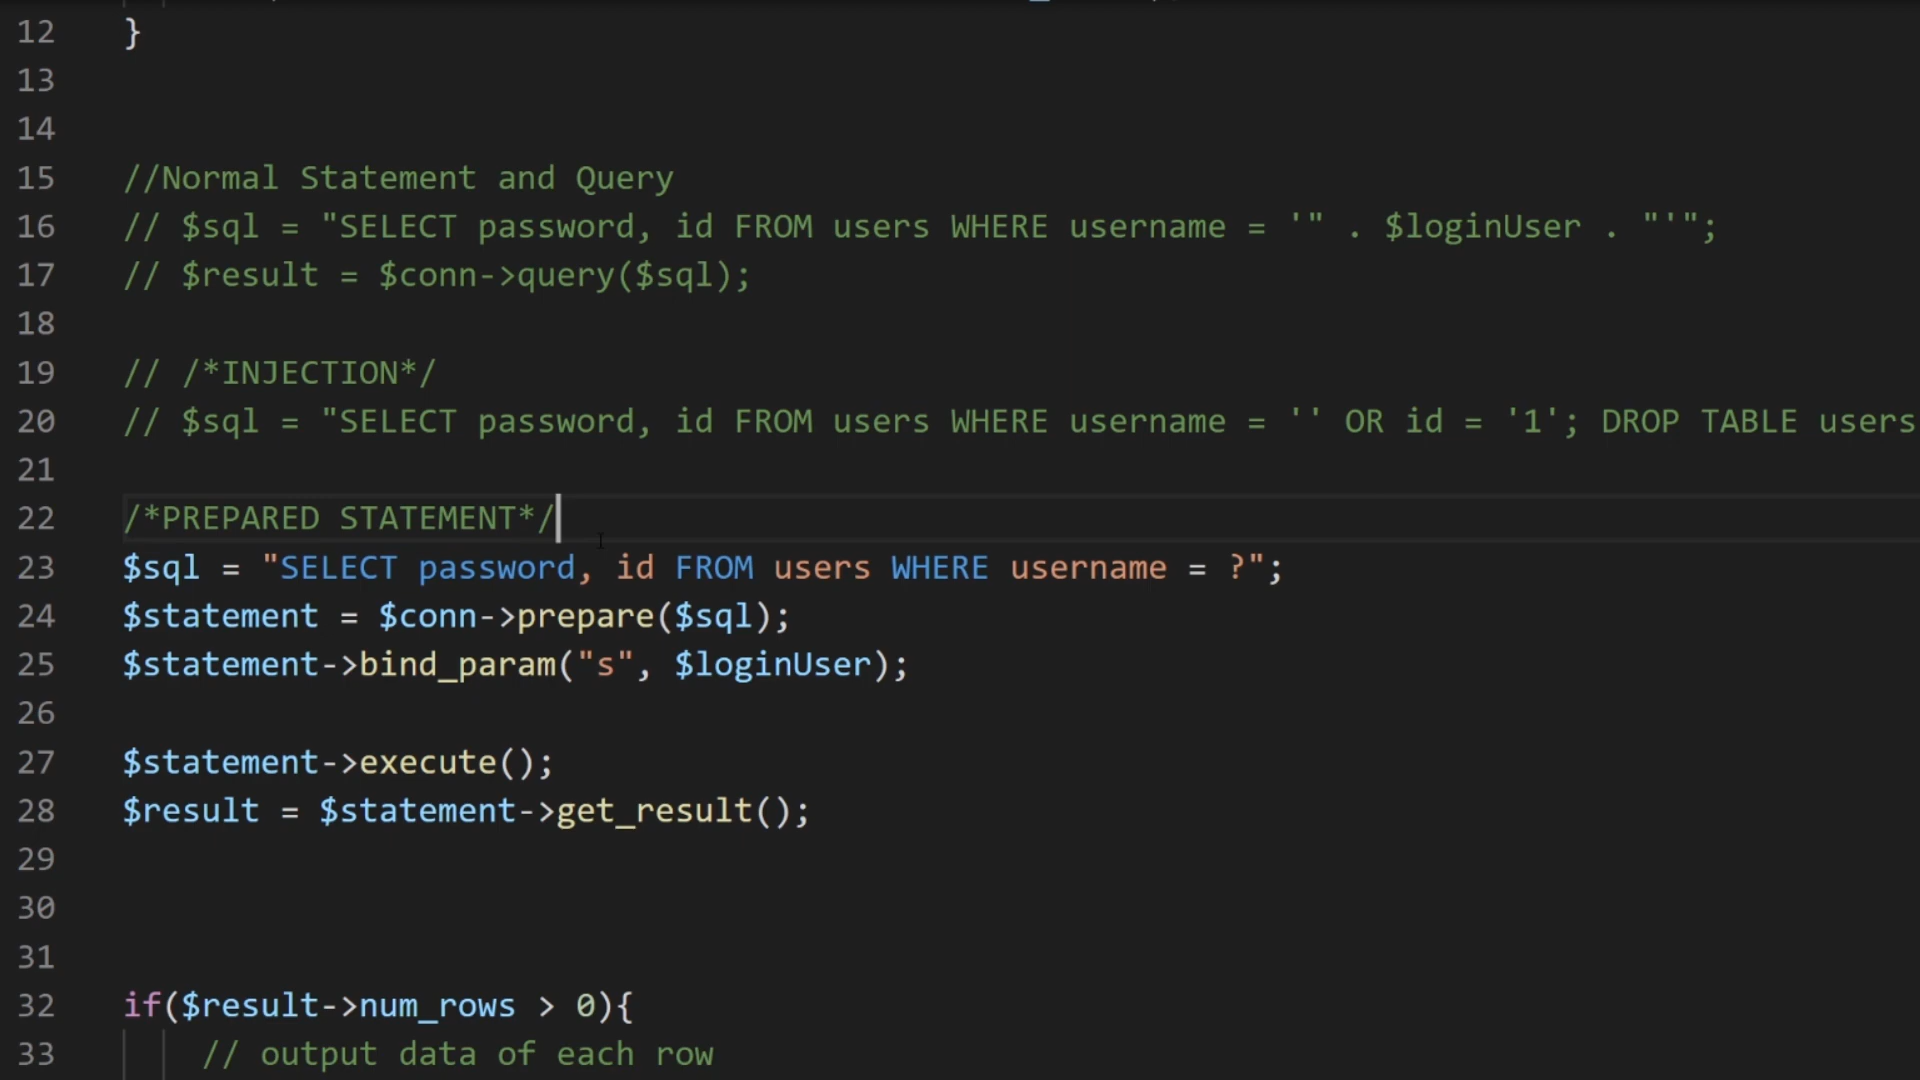 12 }
13
14
15 //Normal Statement and Query
16 // $sql = "SELECT password, id FROM users WHERE username = '" . $loginUser . "'";
17 // $result = $conn->query($sql);
18
19 // /*INJECTION*/
20 // $sql = "SELECT password, id FROM users WHERE username = '' OR id = '1'; DROP TABLE users
21
22 /*PREPARED STATEMENT*/
23 $sql = "SELECT password, id FROM users WHERE username = ?";
24 $statement = $conn->prepare($sql);
25 $statement->bind_param("s", $loginUser);
26
27 $statement->execute();
28 $result = $statement->get_result();
29
30
31
32 if($result->num_rows > 0){
33 // output data of each row